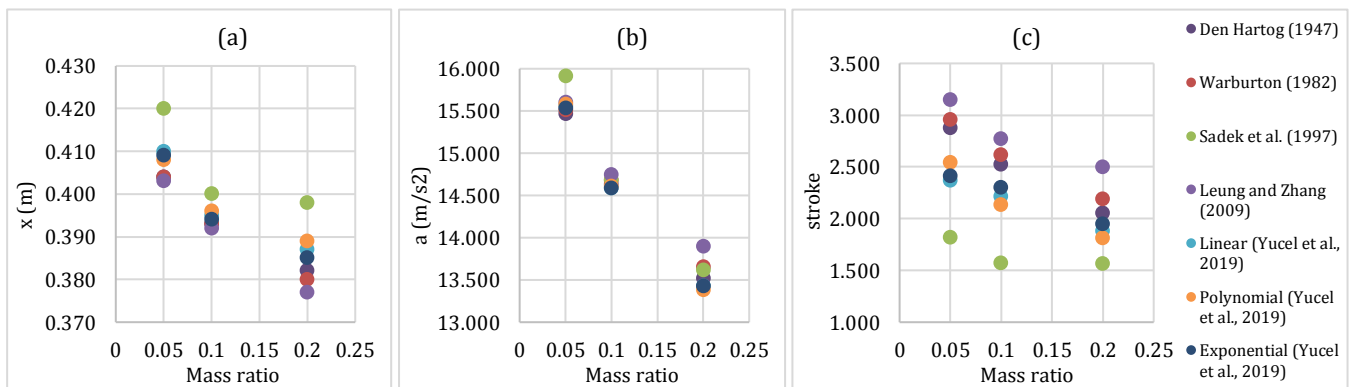 (a)
0.430
0.420
0.410
0.400
0.390
0.380
0.370
x (m)
0 0.05 0.1 0.15 0.2 0.25
Mass ratio
(b)
16.000
15.500
15.000
14.500
14.000
13.500
13.000
a (m/s2)
0 0.05 0.1 0.15 0.2 0.25
Mass ratio
(c)
3.500
3.000
2.500
2.000
1.500
1.000
stroke
0 0.05 0.1 0.15 0.2 0.25
Mass ratio
Den Hartog (1947)
Warburton (1982)
Sadek et al. (1997)
Leung and Zhang
(2009)
Linear (Yucel et al.,
2019)
Polynomial (Yucel
et al., 2019)
Exponential (Yucel
et al., 2019)